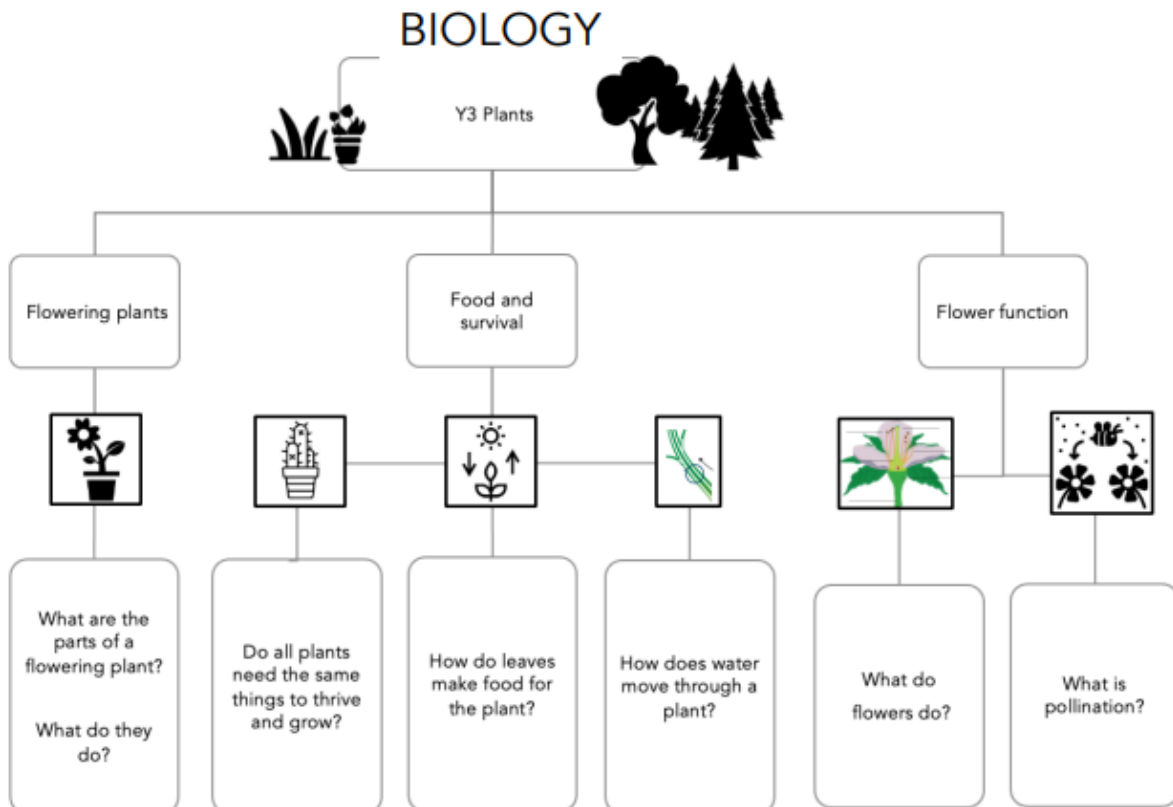 BIOLOGY
Y3 Plants
Flowering plants
Food and
survival
Flower function
What are the
parts of a
flowering plant?
What do they
do?
Do all plants
need the same
things to thrive
and grow?
How do leaves
make food for
the plant?
How does water
move through a
plant?
What do
flowers do?
What is
pollination?